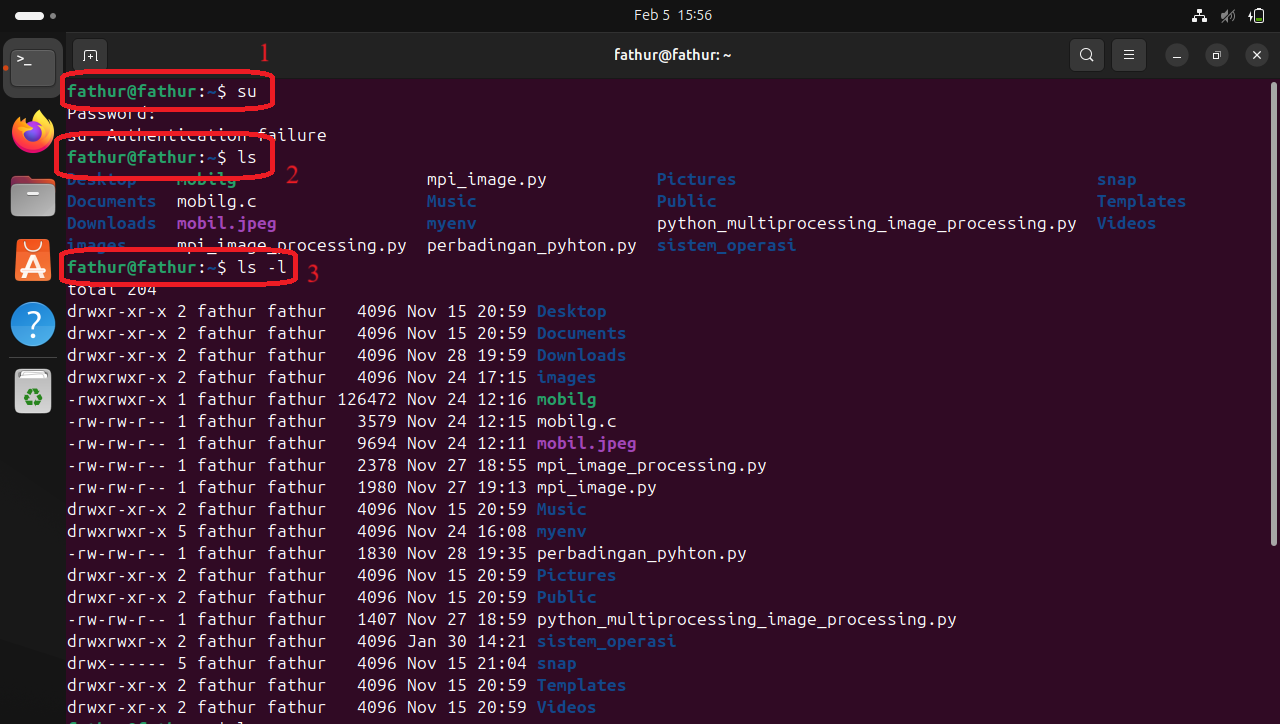 Feb 5 15:56
fathur@fathur: ~
1
fathur@fathur:~$ su
Password:
su: Authentication failure
fathur@fathur:~$ ls
2
Desktop mobilg mpi_image.py Pictures snap
Documents mobilg.c Music Public Templates
Downloads mobil.jpeg myenv python_multiprocessing_image_processing.py Videos
images mpi_image_processing.py perbadingan_pyhton.py sistem_operasi
fathur@fathur:~$ ls -l
3
total 204
drwxr-xr-x 2 fathur fathur 4096 Nov 15 20:59 Desktop
drwxr-xr-x 2 fathur fathur 4096 Nov 15 20:59 Documents
drwxr-xr-x 2 fathur fathur 4096 Nov 28 19:59 Downloads
drwxrwxr-x 2 fathur fathur 4096 Nov 24 17:15 images
-rwxrwxr-x 1 fathur fathur 126472 Nov 24 12:16 mobilg
-rw-rw-r-- 1 fathur fathur 3579 Nov 24 12:15 mobilg.c
-rw-rw-r-- 1 fathur fathur 9694 Nov 24 12:11 mobil.jpeg
-rw-rw-r-- 1 fathur fathur 2378 Nov 27 18:55 mpi_image_processing.py
-rw-rw-r-- 1 fathur fathur 1980 Nov 27 19:13 mpi_image.py
drwxr-xr-x 2 fathur fathur 4096 Nov 15 20:59 Music
drwxrwxr-x 5 fathur fathur 4096 Nov 24 16:08 myenv
-rw-rw-r-- 1 fathur fathur 1830 Nov 28 19:35 perbadingan_pyhton.py
drwxr-xr-x 2 fathur fathur 4096 Nov 15 20:59 Pictures
drwxr-xr-x 2 fathur fathur 4096 Nov 15 20:59 Public
-rw-rw-r-- 1 fathur fathur 1407 Nov 27 18:59 python_multiprocessing_image_processing.py
drwxrwxr-x 2 fathur fathur 4096 Jan 30 14:21 sistem_operasi
drwx------ 5 fathur fathur 4096 Nov 15 21:04 snap
drwxr-xr-x 2 fathur fathur 4096 Nov 15 20:59 Templates
drwxr-xr-x 2 fathur fathur 4096 Nov 15 20:59 Videos